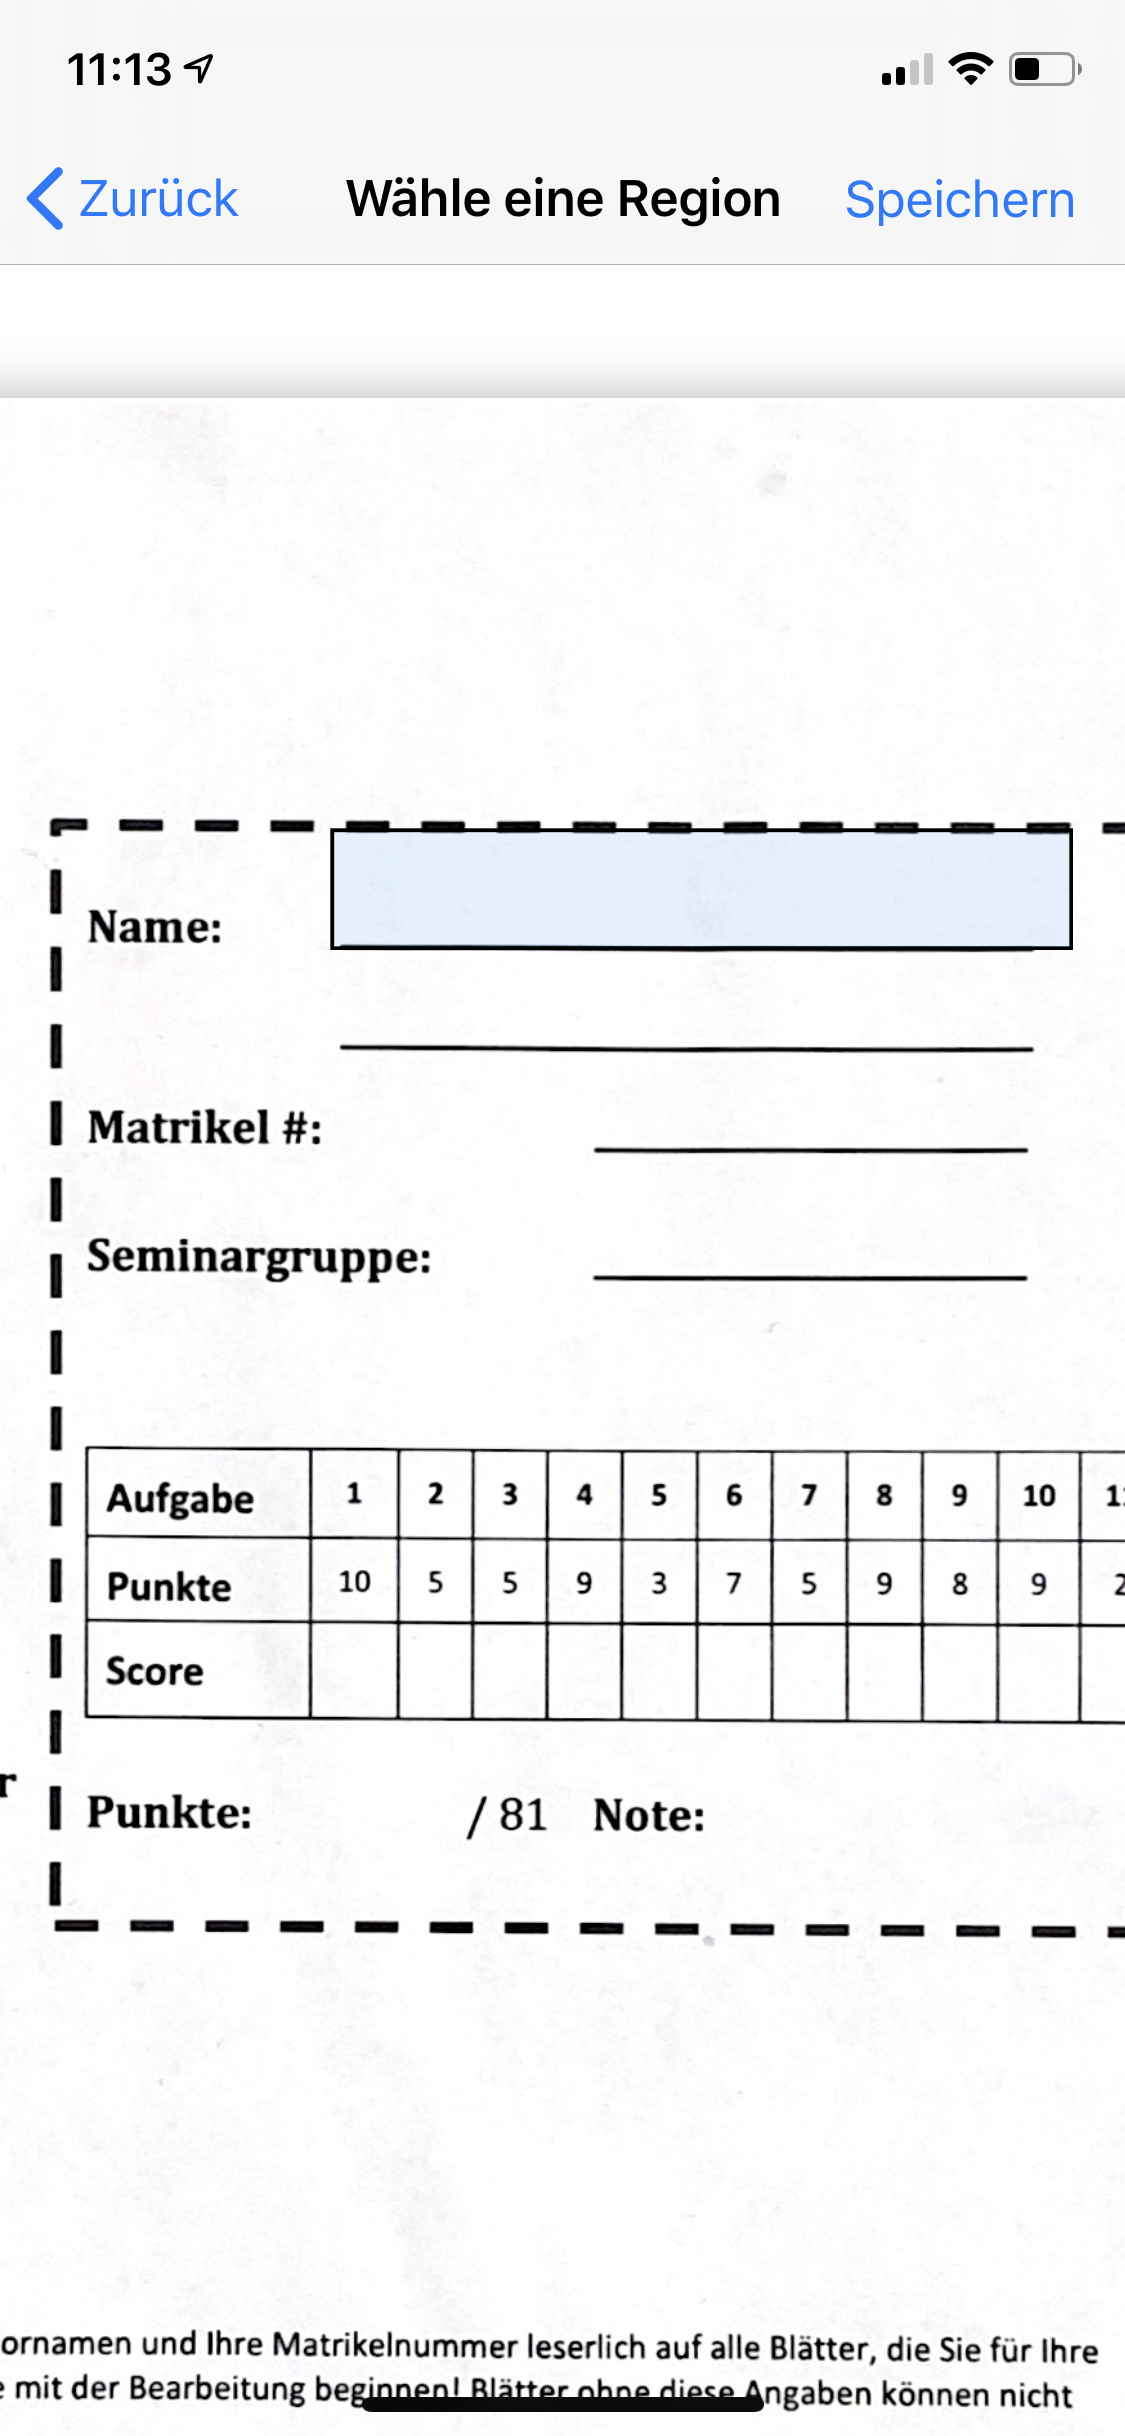 11:13
Zurück Wähle eine Region Speichern
Name:
Matrikel #:
Seminargruppe:
Aufgabe 1 2 3 4 5 6 7 8 9 10
Punkte 10 5 5 9 3 7 5 9 8 9
Score
r
Punkte: / 81 Note:
ornamen und Ihre Matrikelnummer leserlich auf alle Blätter, die Sie für Ihre
e mit der Bearbeitung beginnen! Blätter ohne diese Angaben können nicht